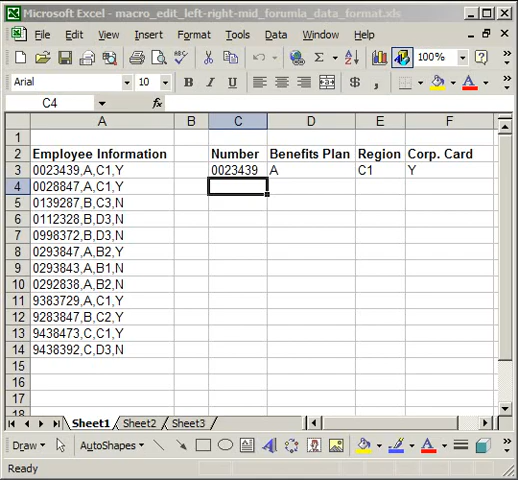 Microsoft Excel - macro_edit_left-right-mid_forumla_data_format.xls
File Edit View Insert Format Tools Data Window Help
100%
Arial 10 B I U $ ,
C4 fx
A B C D E F
1
2 Employee Information Number Benefits Plan Region Corp. Card
3 0023439,A,C1,Y 0023439 A C1 Y
4 0028847,A,C1,Y
5 0139287,B,C3,N
6 0112328,B,D3,N
7 0998372,B,D3,N
8 0293847,A,B2,Y
9 0293843,A,B1,N
10 0292838,A,B2,N
11 9383729,A,C1,Y
12 9283847,B,C2,Y
13 9438473,C,C1,Y
14 9438392,C,D3,N
15
16
17
18
Sheet1 Sheet2 Sheet3
Draw AutoShapes
Ready